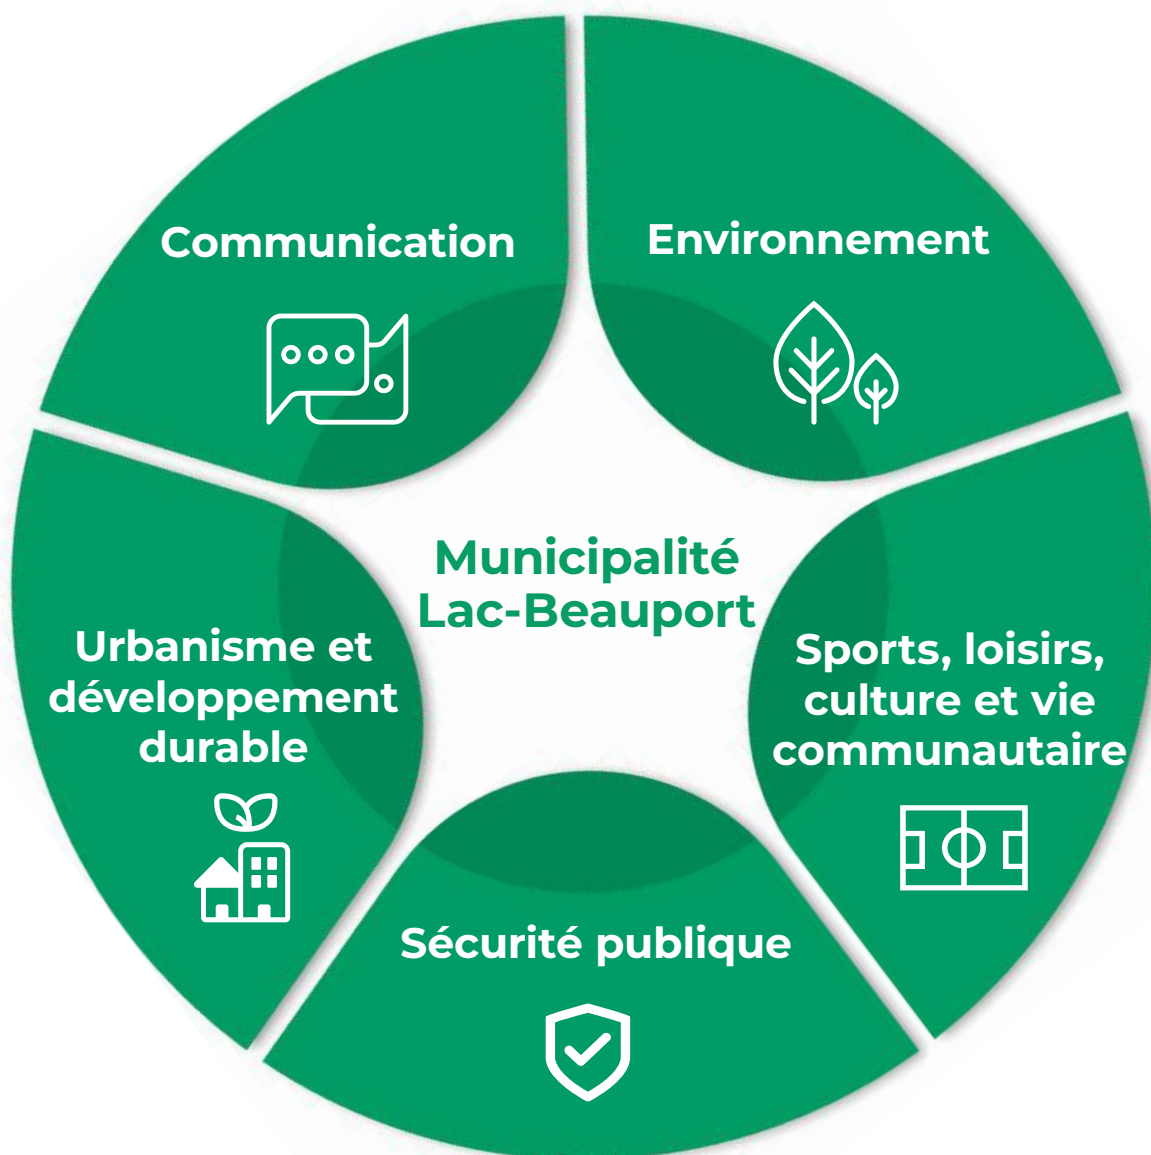 Communication
Environnement
Municipalité
Lac-Beauport
Urbanisme et
développement
durable
Sports, loisirs,
culture et vie
communautaire
Sécurité publique